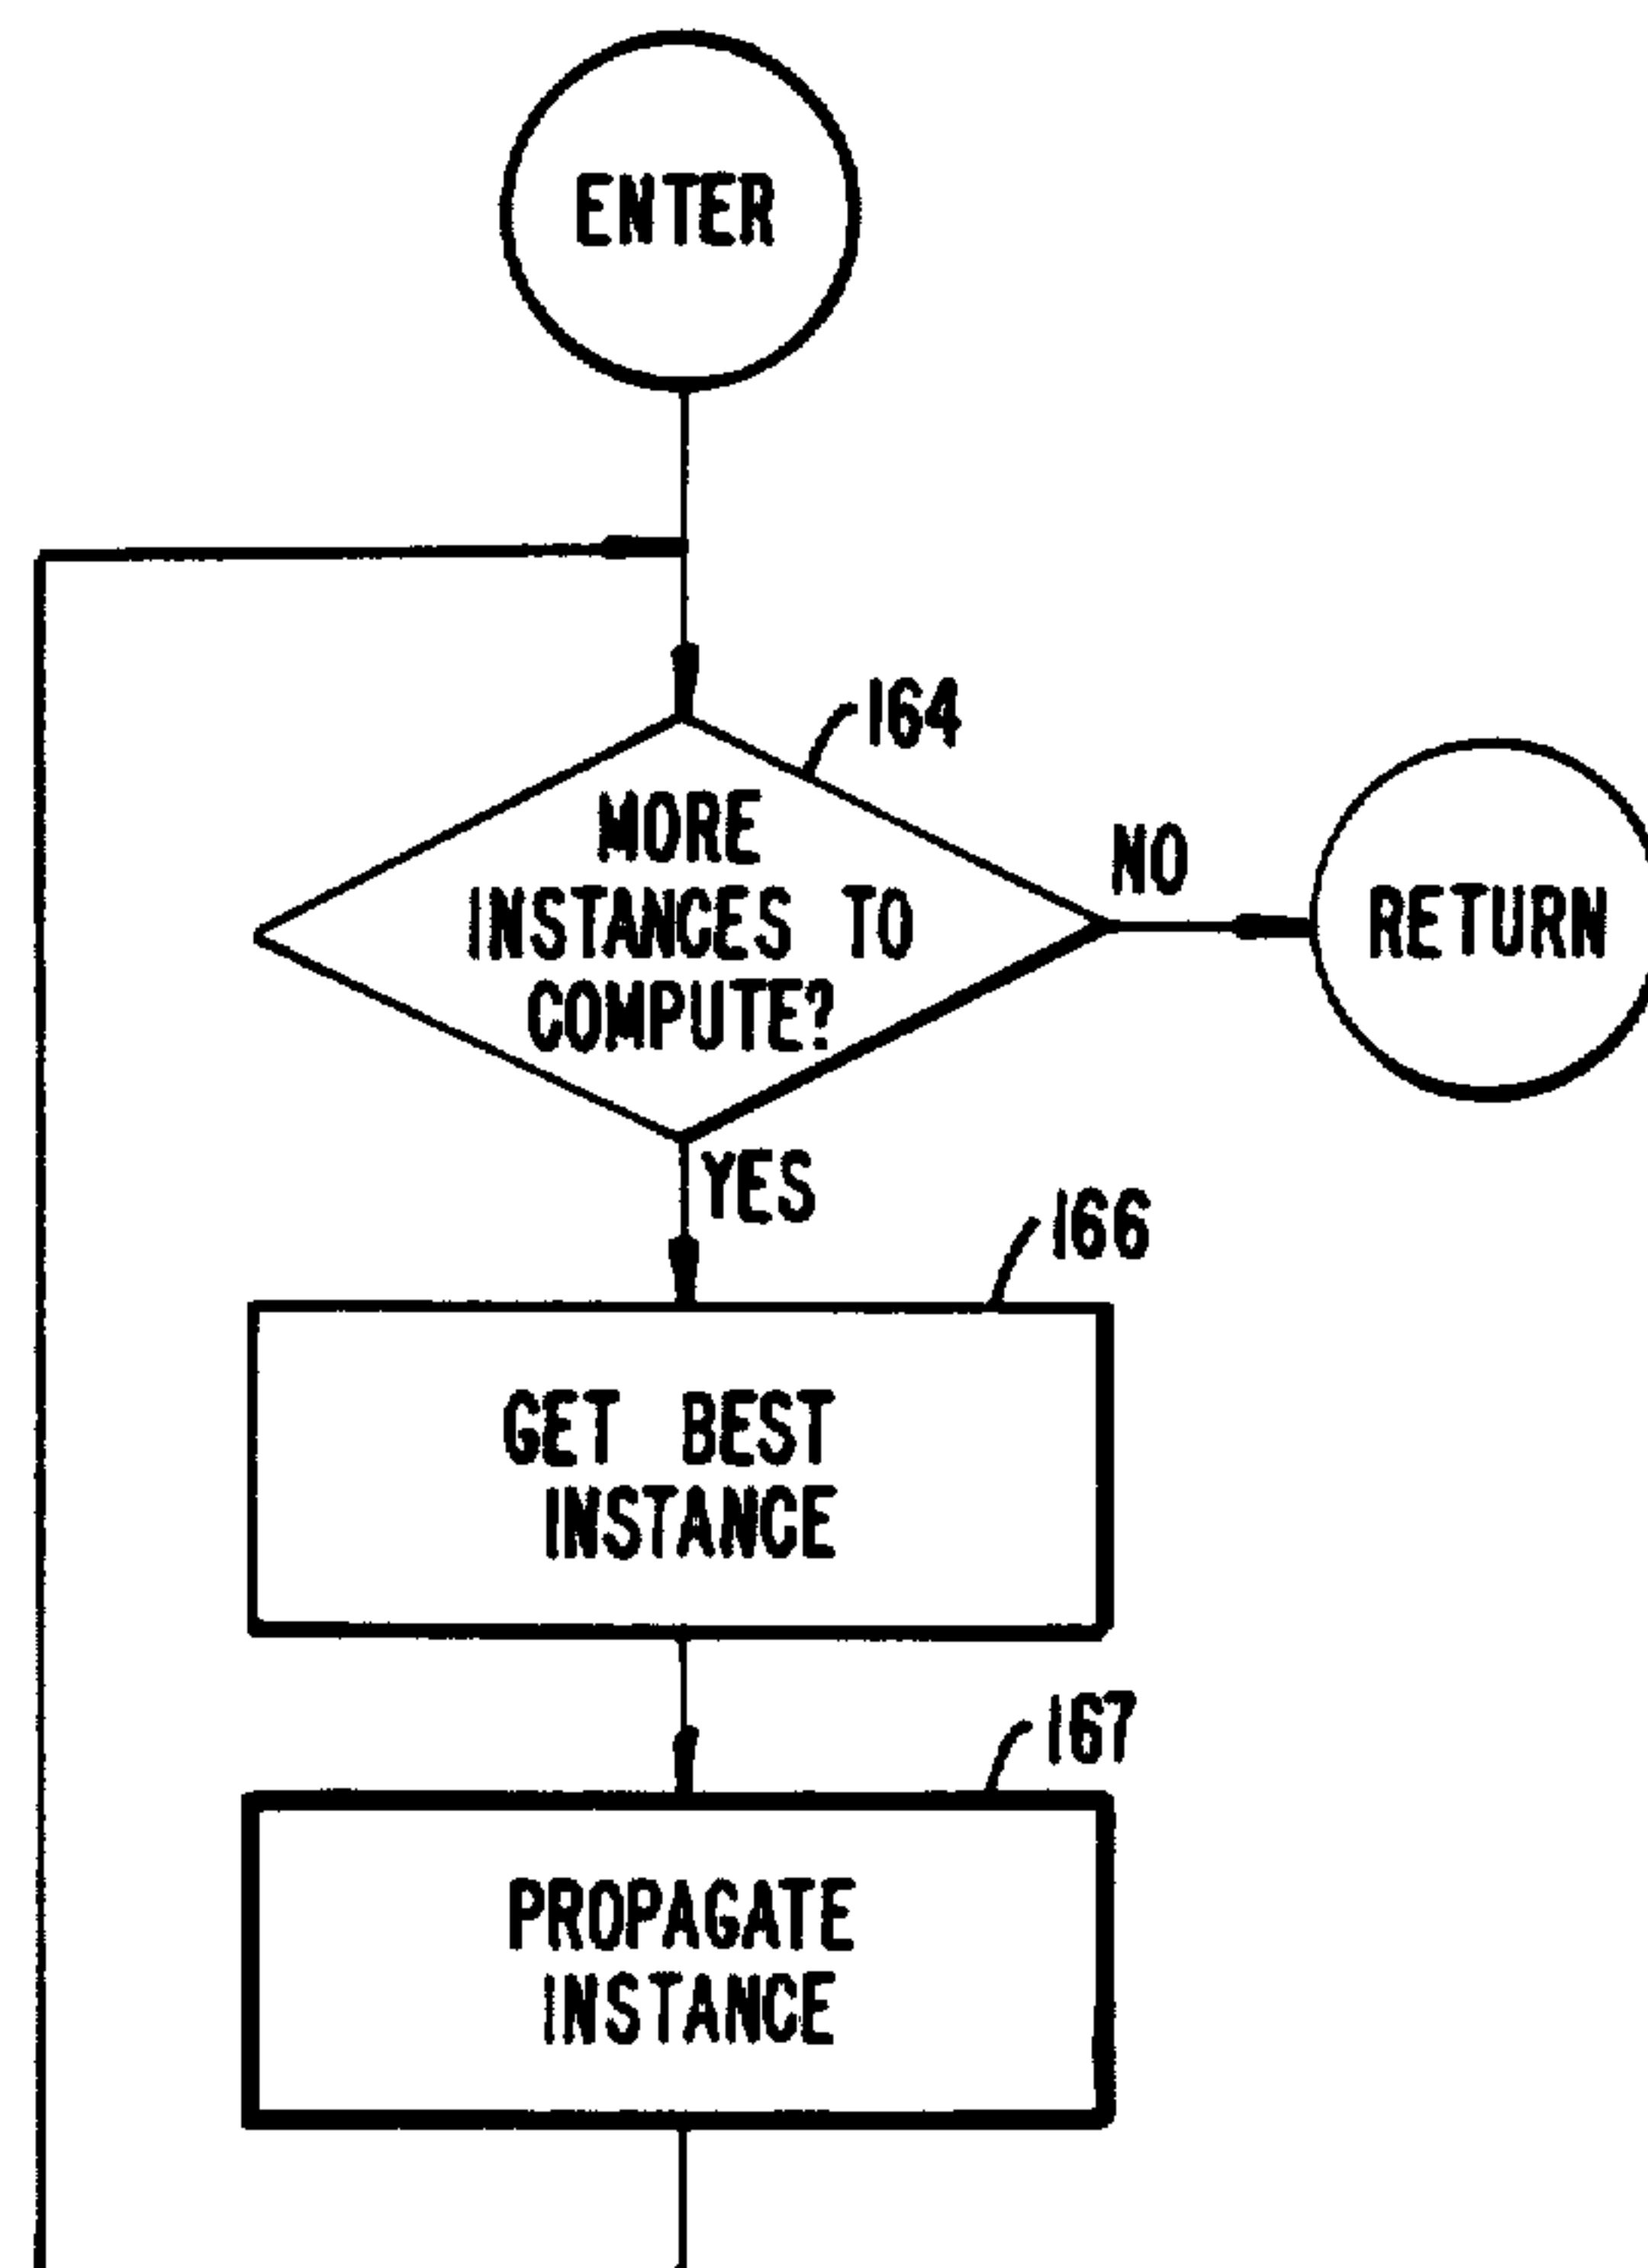 ENTER
164
MORE
INSTANCES TO
COMPUTE?
NO
RETURN
YES
166
GET BEST
INSTANCE
167
PROPAGATE
INSTANCE